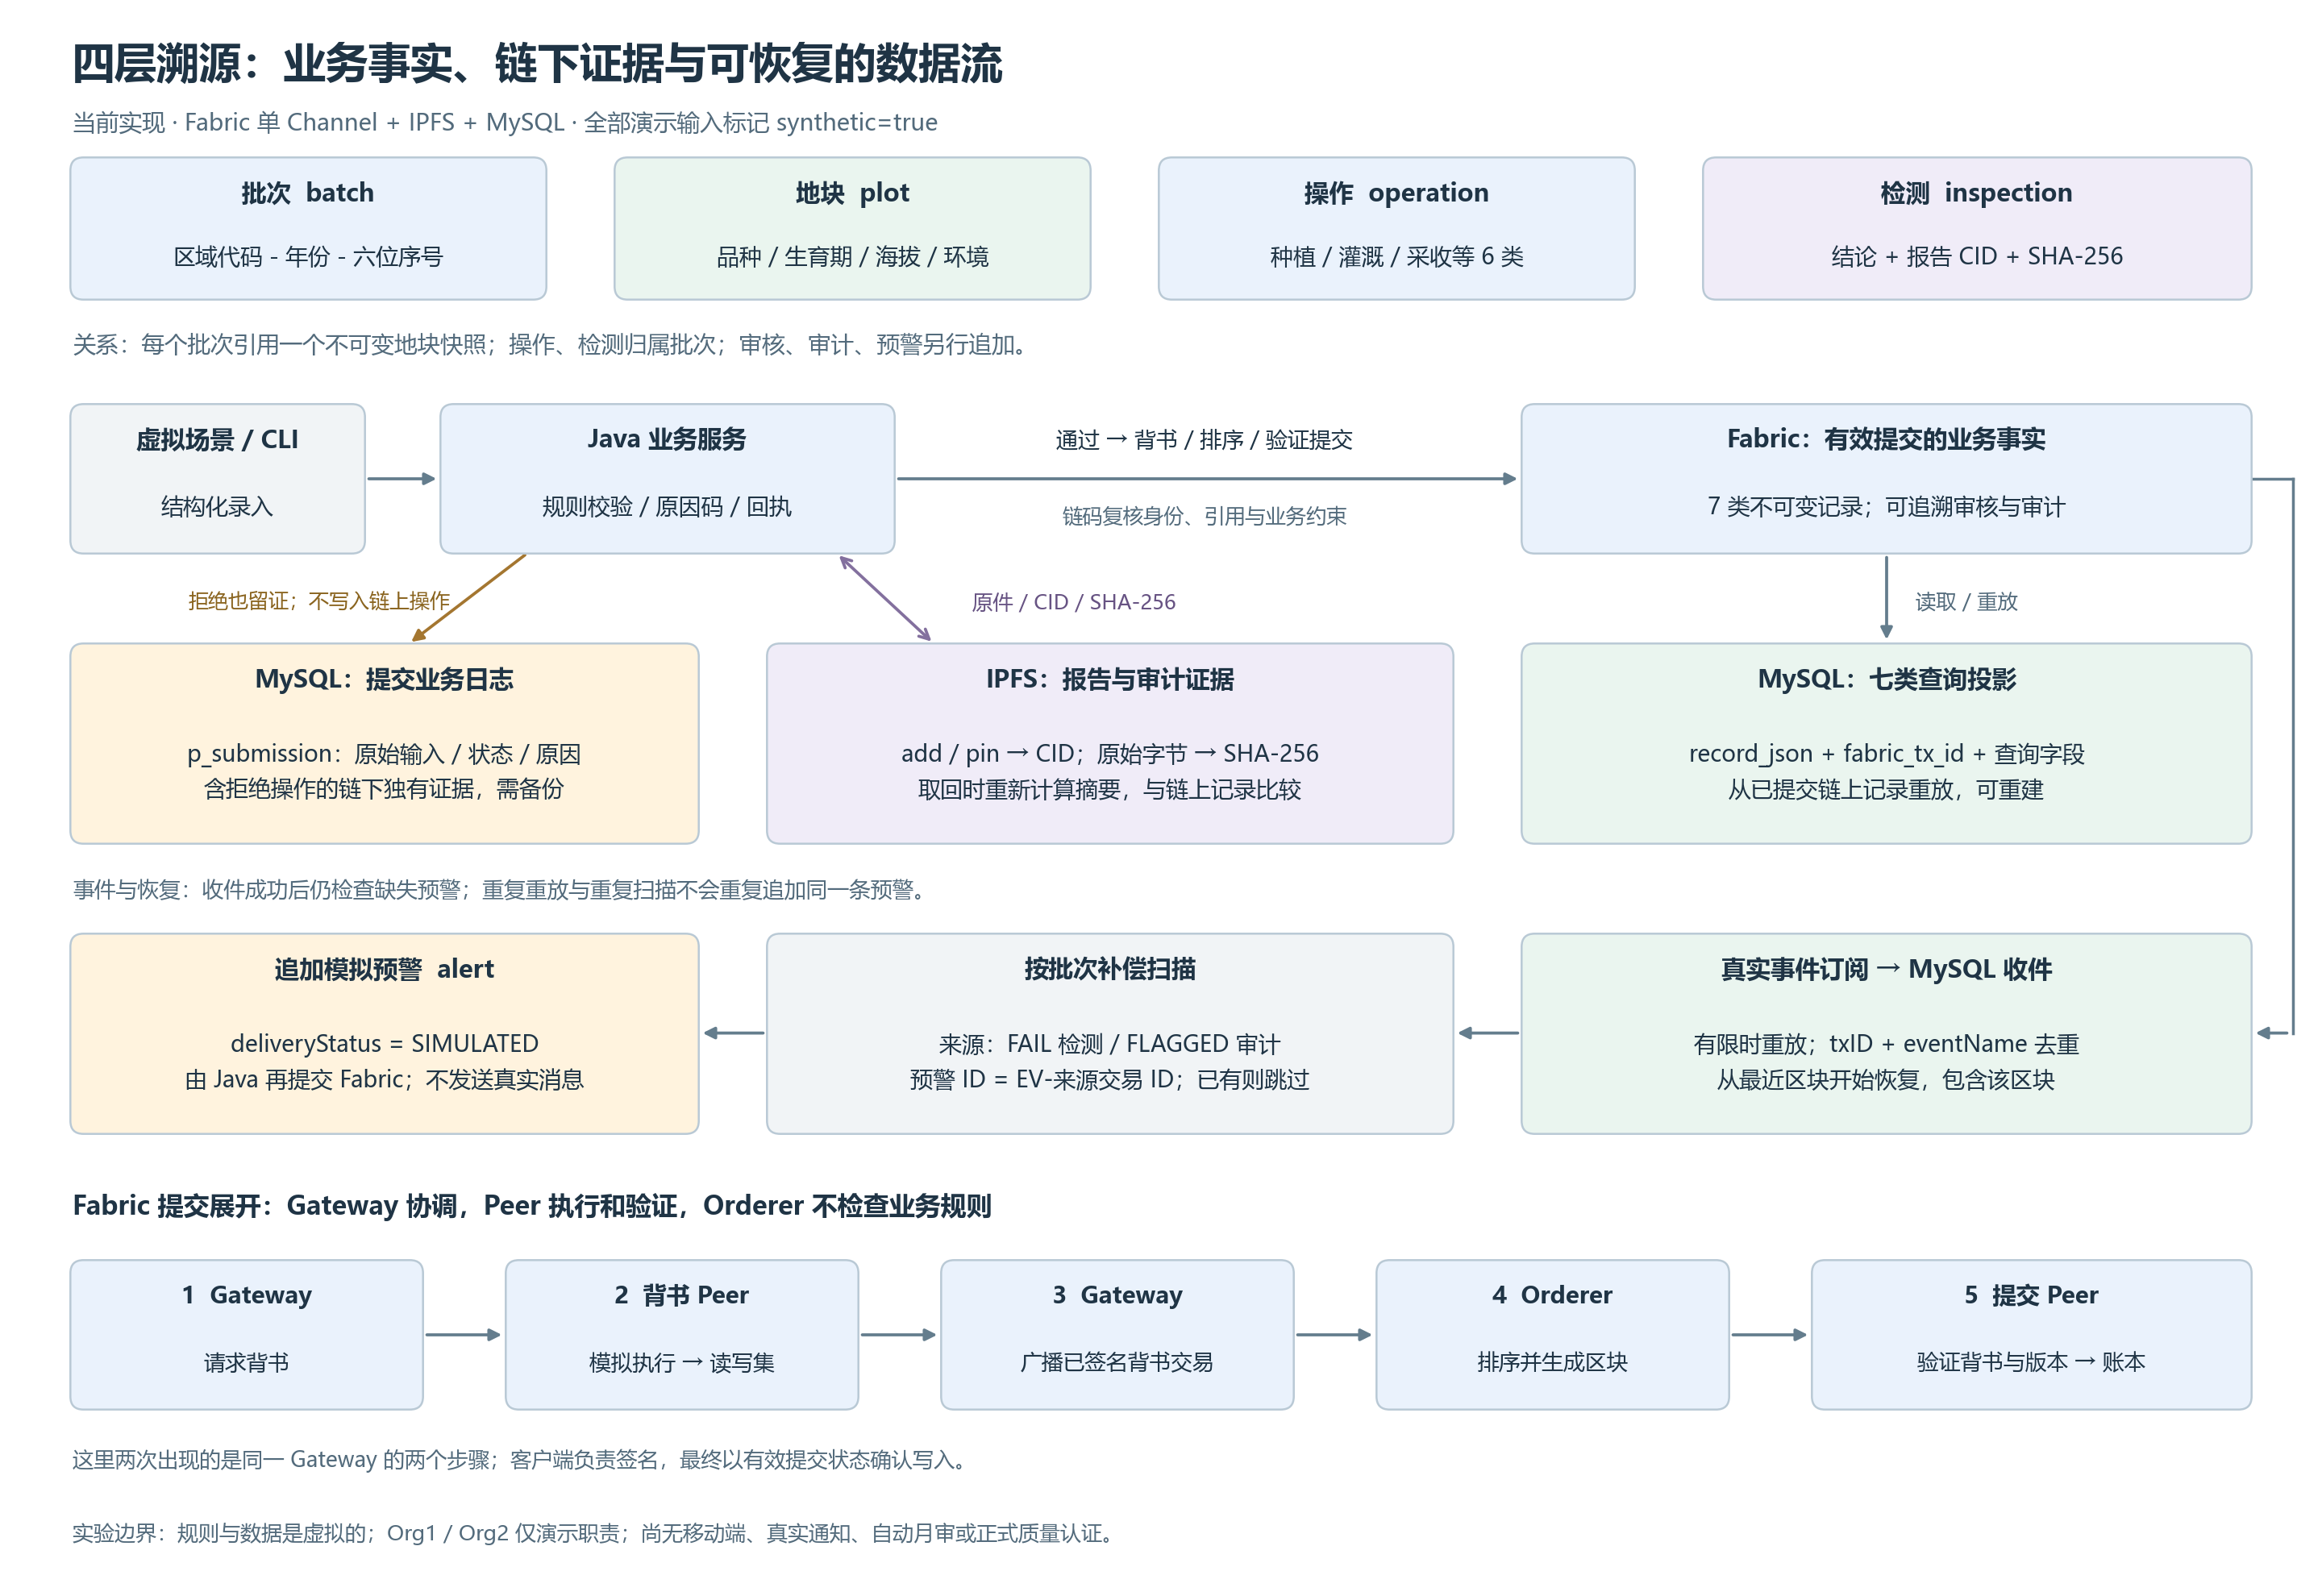 四层溯源：业务事实、链下证据与可恢复的数据流
当前实现 · Fabric 单 Channel + IPFS + MySQL · 全部演示输入标记 synthetic=true
批次 batch
区域代码 - 年份 - 六位序号
地块 plot
品种 / 生育期 / 海拔 / 环境
操作 operation
种植 / 灌溉 / 采收等 6 类
检测 inspection
结论 + 报告 CID + SHA-256
关系：每个批次引用一个不可变地块快照；操作、检测归属批次；审核、审计、预警另行追加。
虚拟场景 / CLI
结构化录入
Java 业务服务
规则校验 / 原因码 / 回执
通过 → 背书 / 排序 / 验证提交
链码复核身份、引用与业务约束
Fabric：有效提交的业务事实
7 类不可变记录；可追溯审核与审计
拒绝也留证；不写入链上操作
原件 / CID / SHA-256
读取 / 重放
MySQL：提交业务日志
p_submission：原始输入 / 状态 / 原因
含拒绝操作的链下独有证据，需备份
IPFS：报告与审计证据
add / pin → CID；原始字节 → SHA-256
取回时重新计算摘要，与链上记录比较
MySQL：七类查询投影
record_json + fabric_tx_id + 查询字段
从已提交链上记录重放，可重建
事件与恢复：收件成功后仍检查缺失预警；重复重放与重复扫描不会重复追加同一条预警。
追加模拟预警 alert
deliveryStatus = SIMULATED
由 Java 再提交 Fabric；不发送真实消息
按批次补偿扫描
来源：FAIL 检测 / FLAGGED 审计
预警 ID = EV-来源交易 ID；已有则跳过
真实事件订阅 → MySQL 收件
有限时重放；txID + eventName 去重
从最近区块开始恢复，包含该区块
Fabric 提交展开：Gateway 协调，Peer 执行和验证，Orderer 不检查业务规则
1 Gateway
请求背书
2 背书 Peer
模拟执行 → 读写集
3 Gateway
广播已签名背书交易
4 Orderer
排序并生成区块
5 提交 Peer
验证背书与版本 → 账本
这里两次出现的是同一 Gateway 的两个步骤；客户端负责签名，最终以有效提交状态确认写入。
实验边界：规则与数据是虚拟的；Org1 / Org2 仅演示职责；尚无移动端、真实通知、自动月审或正式质量认证。